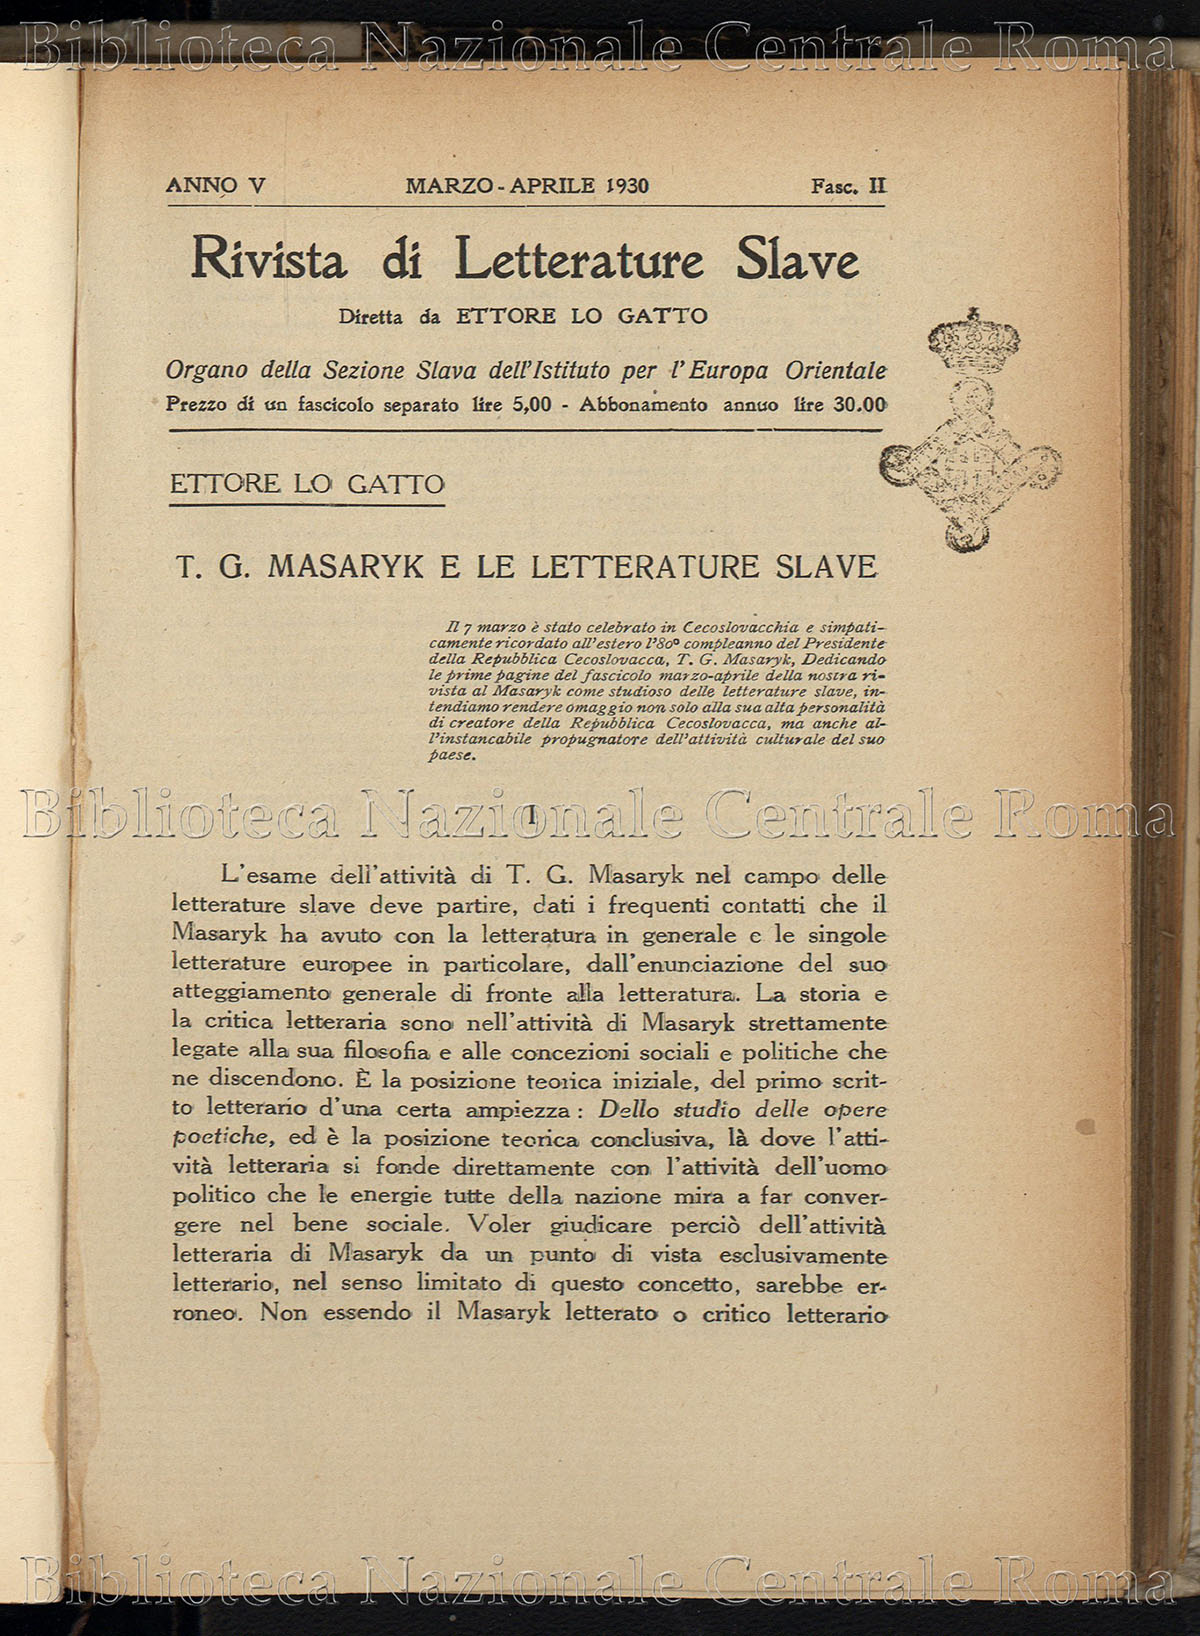 Biblioteca Nazionale Centrale Roma
ANNO V MARZO - APRILE 1930 Fasc. II
Rivista di Letterature Slave
Diretta da ETTORE LO GATTO
Organo della Sezione Slava dell'Istituto per l'Europa Orientale
Prezzo di un fascicolo separato lire 5,00 - Abbonamento annuo lire 30.00
ETTORE LO GATTO
T. G. MASARYK E LE LETTERATURE SLAVE
Il 7 marzo è stato celebrato in Cecoslovacchia e simpati-
camente ricordato all'estero l'80° compleanno del Presidente
della Repubblica Cecoslovacca, T. G. Masaryk, Dedicando
le prime pagine del fascicolo marzo-aprile della nostra ri-
vista al Masaryk come studioso delle letterature slave, in-
tendiamo rendere omaggio non solo alla sua alta personalità
di creatore della Repubblica Cecoslovacca, ma anche al-
l'instancabile propugnatore dell'attività culturale del suo
paese.
Biblioteca Nazionale Centrale Roma
I
L'esame dell'attività di T. G. Masaryk nel campo delle
letterature slave deve partire, dati i frequenti contatti che il
Masaryk ha avuto con la letteratura in generale e le singole
letterature europee in particolare, dall'enunciazione del suo
atteggiamento generale di fronte alla letteratura. La storia e
la critica letteraria sono nell'attività di Masaryk strettamente
legate alla sua filosofia e alle concezioni sociali e politiche che
ne discendono. È la posizione teorica iniziale, del primo scrit-
to letterario d'una certa ampiezza : Dello studio delle opere
poetiche, ed è la posizione teorica conclusiva, là dove l'atti-
vità letteraria si fonde direttamente con l'attività dell'uomo
politico che le energie tutte della nazione mira a far conver-
gere nel bene sociale. Voler giudicare perciò dell'attività
letteraria di Masaryk da un punto di vista esclusivamente
letterario, nel senso limitato di questo concetto, sarebbe er-
roneo. Non essendo il Masaryk letterato o critico letterario
Biblioteca Nazionale Centrale Roma